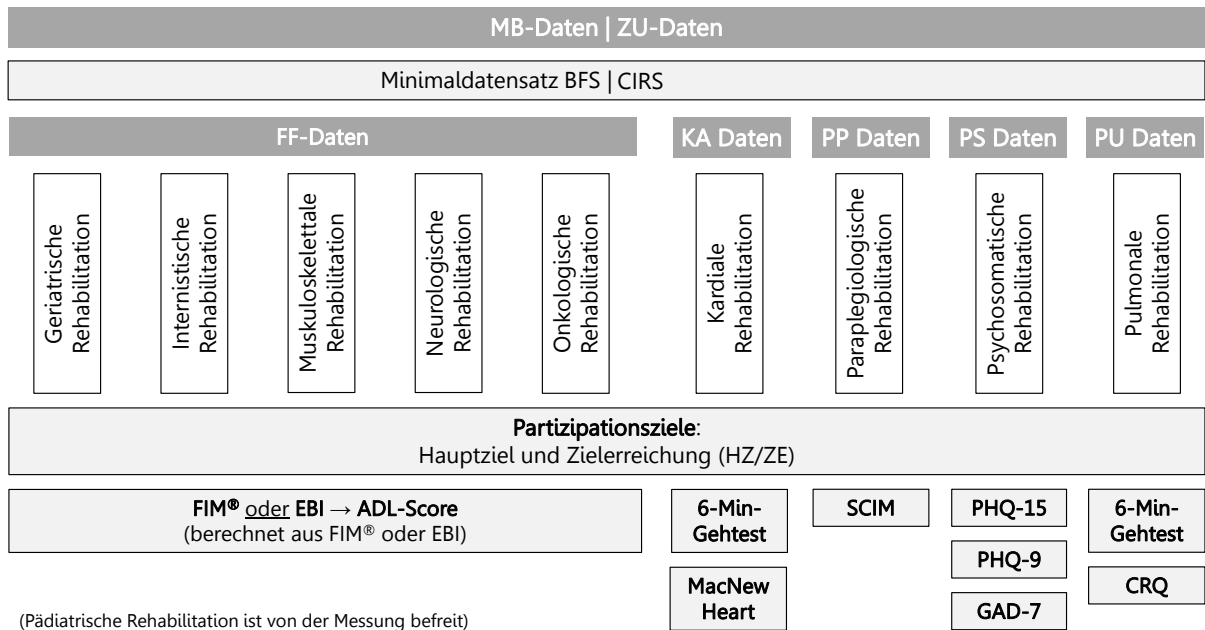 MB-Daten | ZU-Daten
Minimaldatensatz BFS | CIRS
FF-Daten
KA Daten
PP Daten
PS Daten
PU Daten
Geriatrische
Rehabilitation
Internistische
Rehabilitation
Muskuloskelettale
Rehabilitation
Neurologische
Rehabilitation
Onkologische
Rehabilitation
Kardiale
Rehabilitation
Paraplegiologische
Rehabilitation
Psychosomatische
Rehabilitation
Pulmonale
Rehabilitation
Partizipationsziele:
Hauptziel und Zielerreichung (HZ/ZE)
FIM® oder EBI → ADL-Score
(berechnet aus FIM® oder EBI)
6-Min-
Gehtest
MacNew
Heart
SCIM
PHQ-15
PHQ-9
GAD-7
6-Min-
Gehtest
CRQ
(Pädiatrische Rehabilitation ist von der Messung befreit)